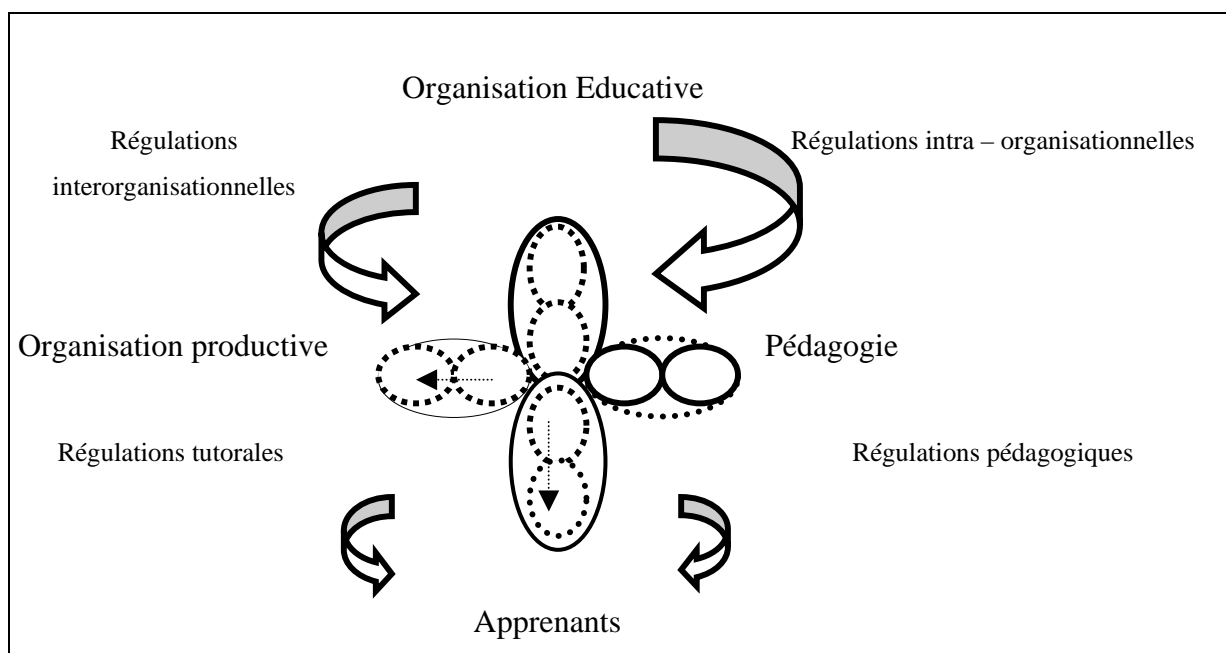 Organisation Educative
Régulations
interorganisationnelles
Régulations intra – organisationnelles
Organisation productive
Pédagogie
Régulations tutorales
Régulations pédagogiques
Apprenants